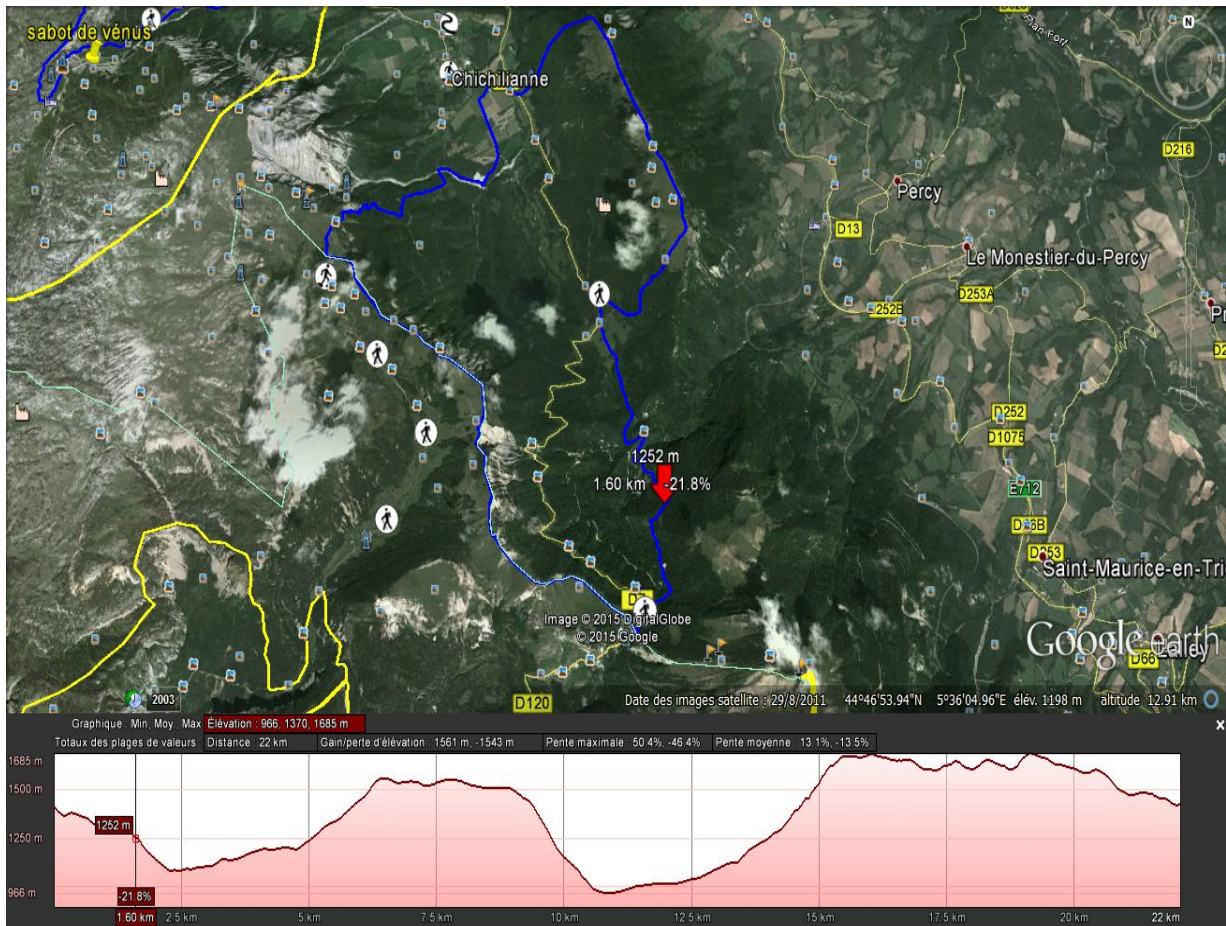 sabot de vénus
Chichilianne
Plan Fort
N
D216
Percy
D13
Le Monestier-du-Percy
D253A
D252B
D252
D1075
1252 m
1.60 km -21.8%
E712
D253
Saint-Maurice-en-Tri
Image © 2015 DigitalGlobe
© 2015 Google
Google earth
Lalley
D66
D120
2003
Date des images satellite : 29/8/2011 44°46'53.94"N 5°36'04.96"E élév. 1198 m altitude 12.91 km
Graphique : Min, Moy., Max Élévation : 966, 1370, 1685 m
x
Totaux des plages de valeurs : Distance : 22 km Gain/perte d'élévation : 1561 m, -1543 m Pente maximale : 50.4%, -46.4% Pente moyenne : 13.1%, -13.5%
1685 m
1500 m
1252 m
1250 m
966 m
-21.8%
1.60 km 2.5 km 5 km 7.5 km 10 km 12.5 km 15 km 17.5 km 20 km 22 km